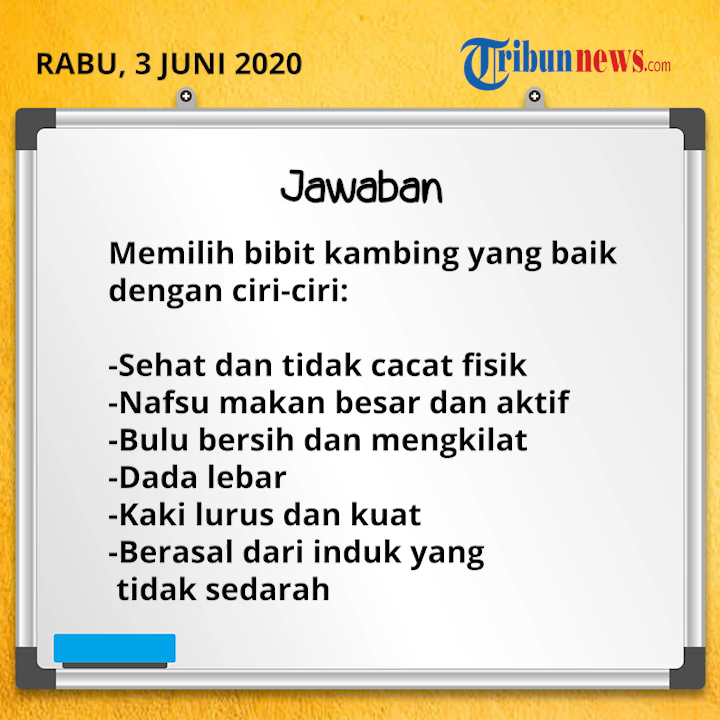 RABU, 3 JUNI 2020
Tribunnews.com
Jawaban
Memilih bibit kambing yang baik
dengan ciri-ciri:
-Sehat dan tidak cacat fisik
-Nafsu makan besar dan aktif
-Bulu bersih dan mengkilat
-Dada lebar
-Kaki lurus dan kuat
-Berasal dari induk yang
tidak sedarah